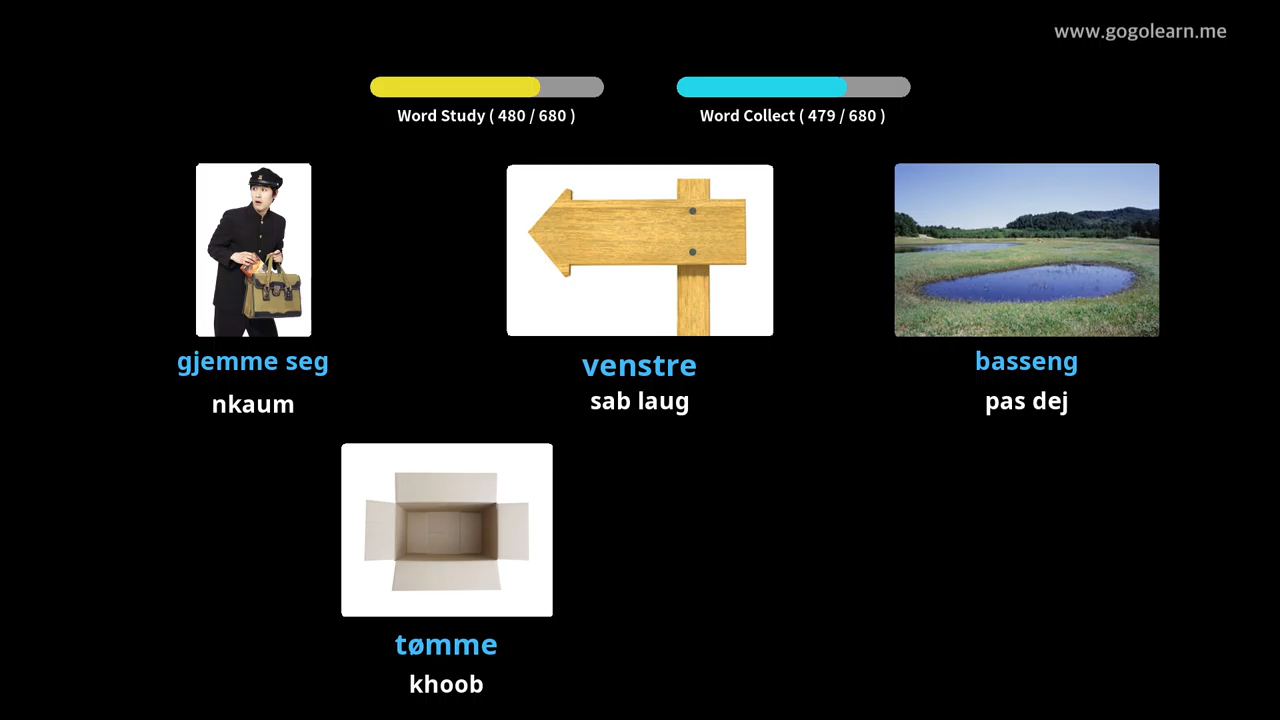 www.gogolearn.me
Word Study ( 480 / 680 )
Word Collect ( 479 / 680 )
gjemme seg
nkaum
venstre
sab laug
basseng
pas dej
tømme
khoob